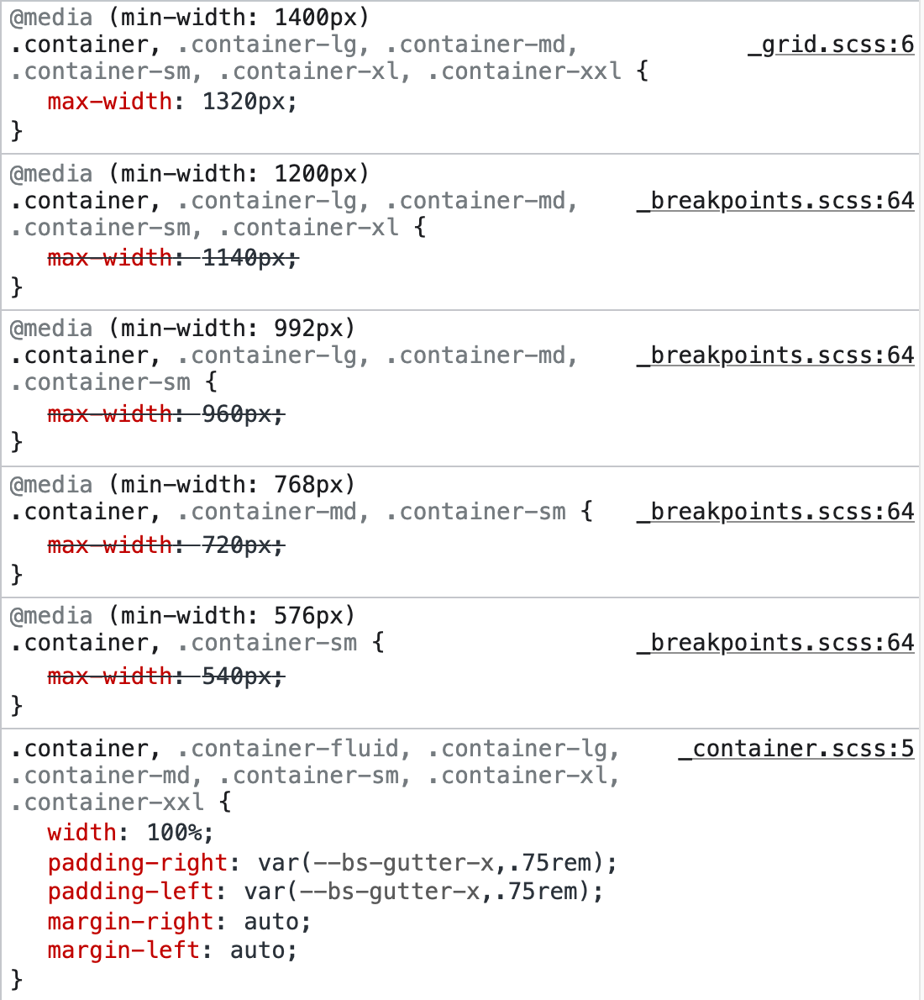 @media (min-width: 1400px)
.container, .container-lg, .container-md, _grid.scss:6
.container-sm, .container-xl, .container-xxl {
max-width: 1320px;
}
@media (min-width: 1200px)
.container, .container-lg, .container-md, _breakpoints.scss:64
.container-sm, .container-xl {
max-width: 1140px;
}
@media (min-width: 992px)
.container, .container-lg, .container-md, _breakpoints.scss:64
.container-sm {
max-width: 960px;
}
@media (min-width: 768px)
.container, .container-md, .container-sm { _breakpoints.scss:64
max-width: 720px;
}
@media (min-width: 576px)
.container, .container-sm { _breakpoints.scss:64
max-width: 540px;
}
.container, .container-fluid, .container-lg, _container.scss:5
.container-md, .container-sm, .container-xl,
.container-xxl {
width: 100%;
padding-right: var(--bs-gutter-x,.75rem);
padding-left: var(--bs-gutter-x,.75rem);
margin-right: auto;
margin-left: auto;
}